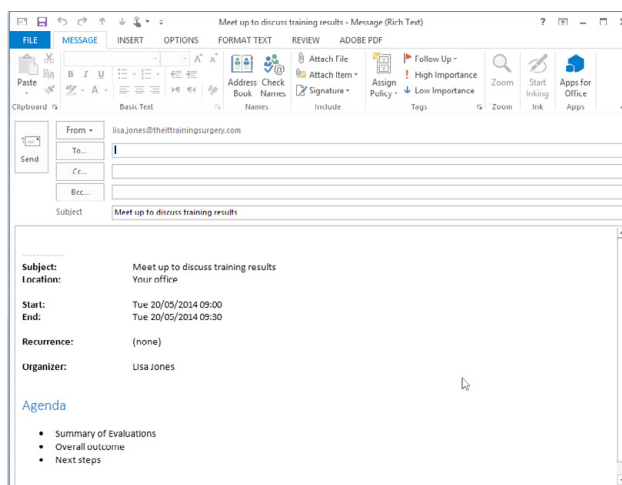 Meet up to discuss training results - Message (Rich Text)
FILE MESSAGE INSERT OPTIONS FORMAT TEXT REVIEW ADOBE PDF
Paste
B I U
Address Book
Check Names
Attach File
Attach Item
Signature
Assign Policy
Follow Up
High Importance
Low Importance
Zoom
Start Inking
Apps for Office
Clipboard Basic Text Names Include Tags Zoom Ink Apps
Send
From lisa.jones@theittrainingsurgery.com
To...
Cc...
Bcc...
Subject Meet up to discuss training results
Subject: Meet up to discuss training results
Location: Your office
Start: Tue 20/05/2014 09:00
End: Tue 20/05/2014 09:30
Recurrence: (none)
Organizer: Lisa Jones
Agenda
• Summary of Evaluations
• Overall outcome
• Next steps